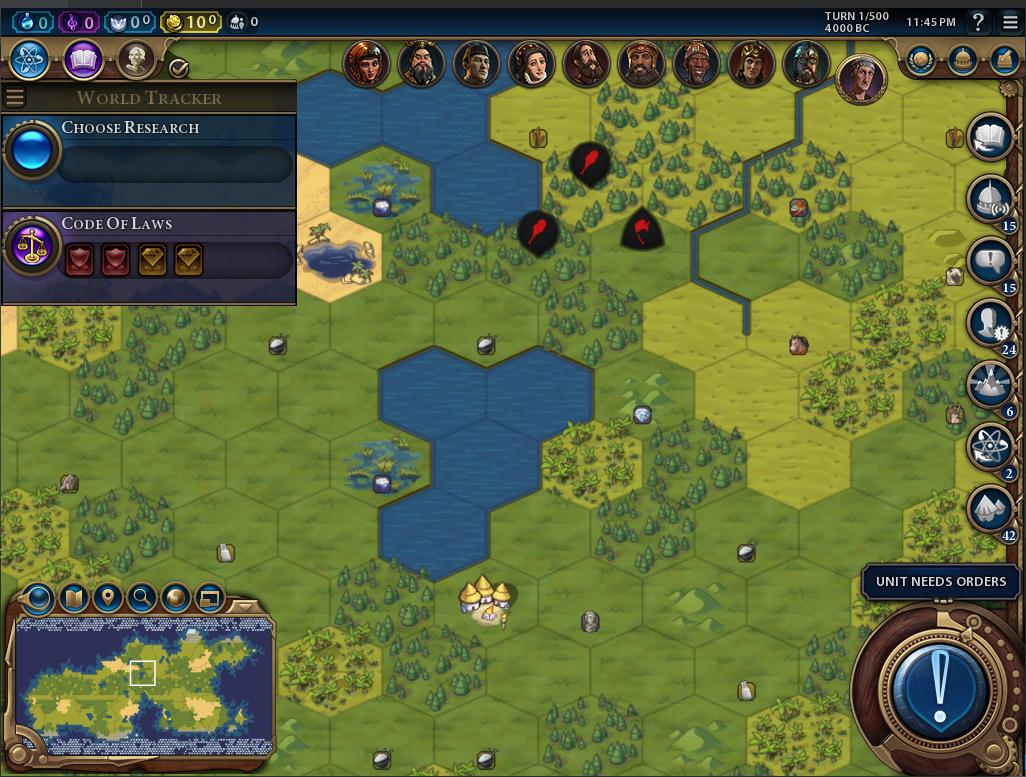 0 0 0⁰ 10⁰ 0
TURN 1/500
4000 BC
11:45 PM
?
WORLD TRACKER
CHOOSE RESEARCH
CODE OF LAWS
15
15
24
6
2
42
UNIT NEEDS ORDERS